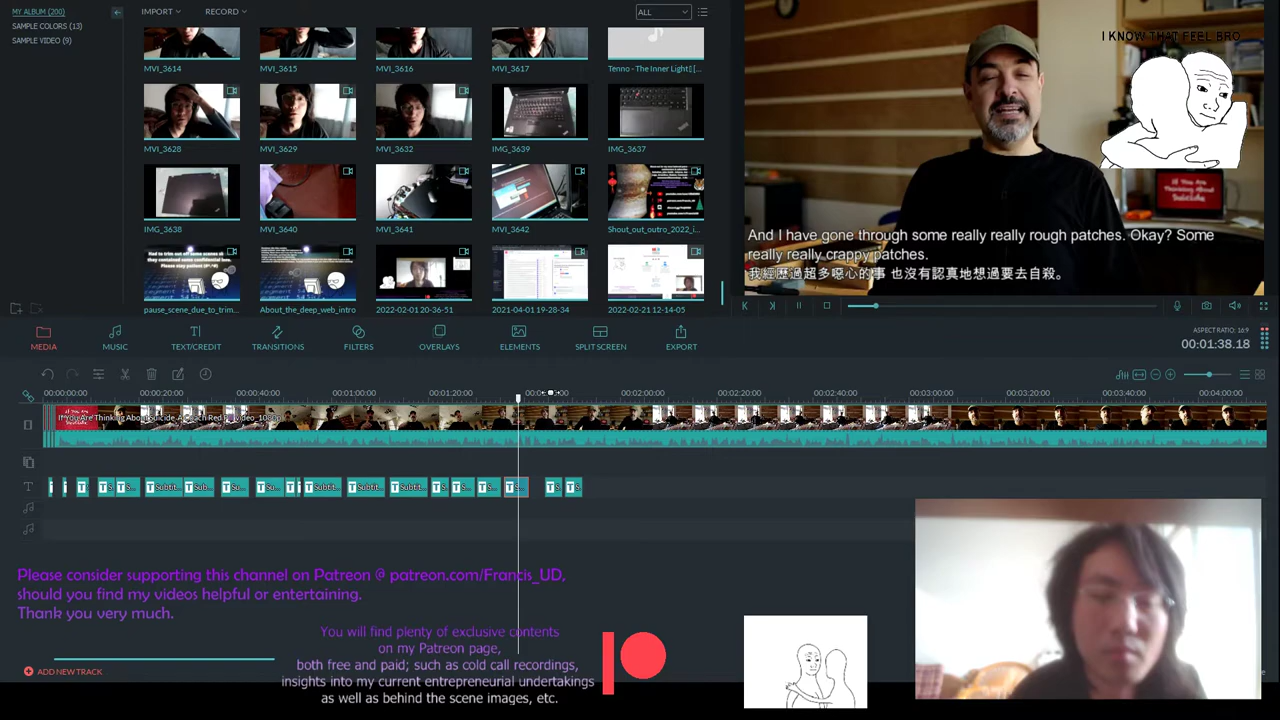 MY ALBUM (200)
SAMPLE COLORS (13)
SAMPLE VIDEO (9)
IMPORT
RECORD
ALL
MVI_3614
MVI_3615
MVI_3616
MVI_3617
Tenno - The Inner Light
MVI_3628
MVI_3629
MVI_3632
IMG_3639
IMG_3637
IMG_3638
MVI_3640
MVI_3641
MVI_3642
Shout_out_outro_2022_i...
pause_scene_due_to_trim...
About_the_deep_web_intro
2022-02-01 20-36-51
2021-04-01 19-28-34
2022-02-21 12-14-05
I KNOW THAT FEEL BRO
If You Are
Thinking About
Suicide
And I have gone through some really really rough patches. Okay? Some
really really crappy patches.
我經歷過超多噁心的事 也沒有認真地想過要去自殺。
MEDIA
MUSIC
TEXT/CREDIT
TRANSITIONS
FILTERS
OVERLAYS
ELEMENTS
SPLIT SCREEN
EXPORT
ASPECT RATIO: 16:9
00:01:38.18
00:00:00:00
00:00:20:00
00:00:40:00
00:01:00:00
00:01:20:00
00:02:00:00
00:02:20:00
00:02:40:00
00:03:00:00
00:03:20:00
00:03:40:00
00:04:00:00
Please consider supporting this channel on Patreon @ patreon.com/Francis_UD,
should you find my videos helpful or entertaining.
Thank you very much.
You will find plenty of exclusive contents
on my Patreon page,
both free and paid; such as cold call recordings,
insights into my current entrepreneurial undertakings
as well as behind the scene images, etc.
ADD NEW TRACK